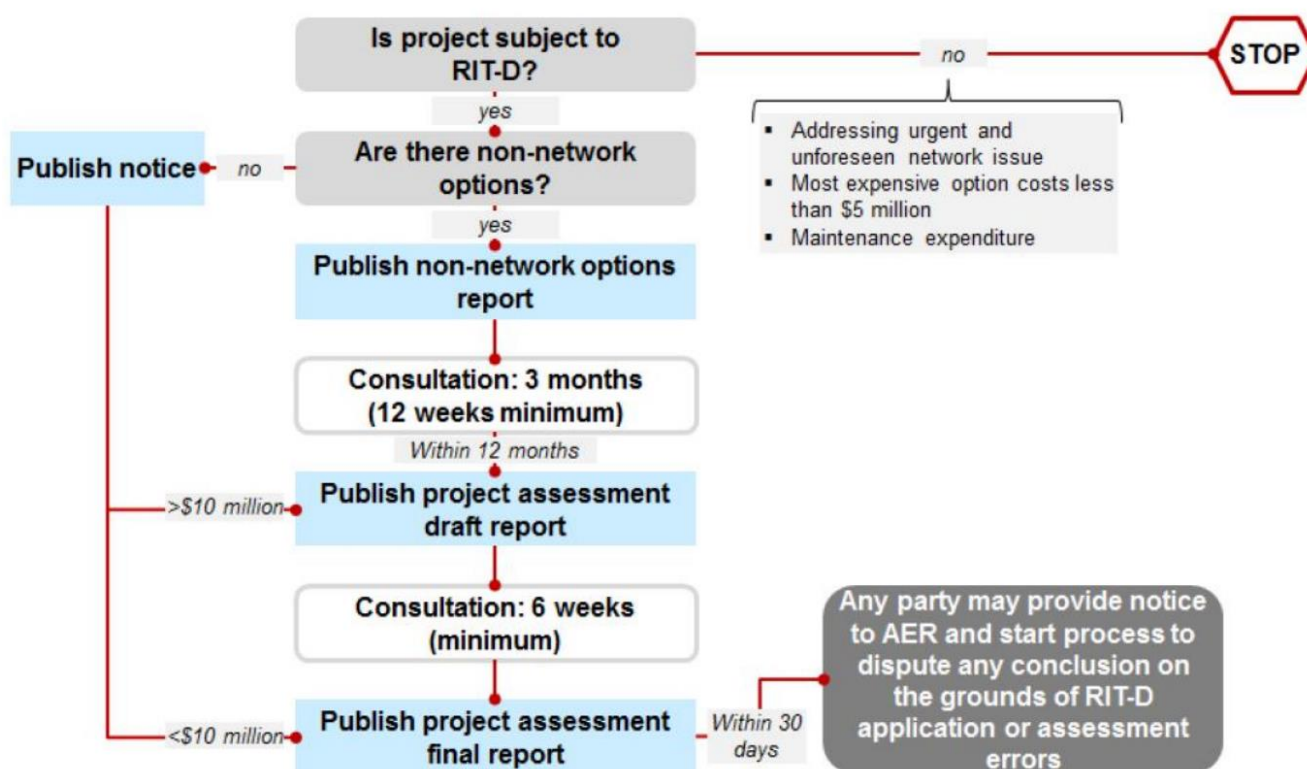 Is project subject to
RIT-D?
no
STOP
yes
▪ Addressing urgent and
unforeseen network issue
▪ Most expensive option costs less
than $5 million
▪ Maintenance expenditure
Publish notice
no
Are there non-network
options?
yes
Publish non-network options
report
Consultation: 3 months
(12 weeks minimum)
Within 12 months
>$10 million
Publish project assessment
draft report
Consultation: 6 weeks
(minimum)
<$10 million
Publish project assessment
final report
Within 30
days
Any party may provide notice
to AER and start process to
dispute any conclusion on
the grounds of RIT-D
application or assessment
errors